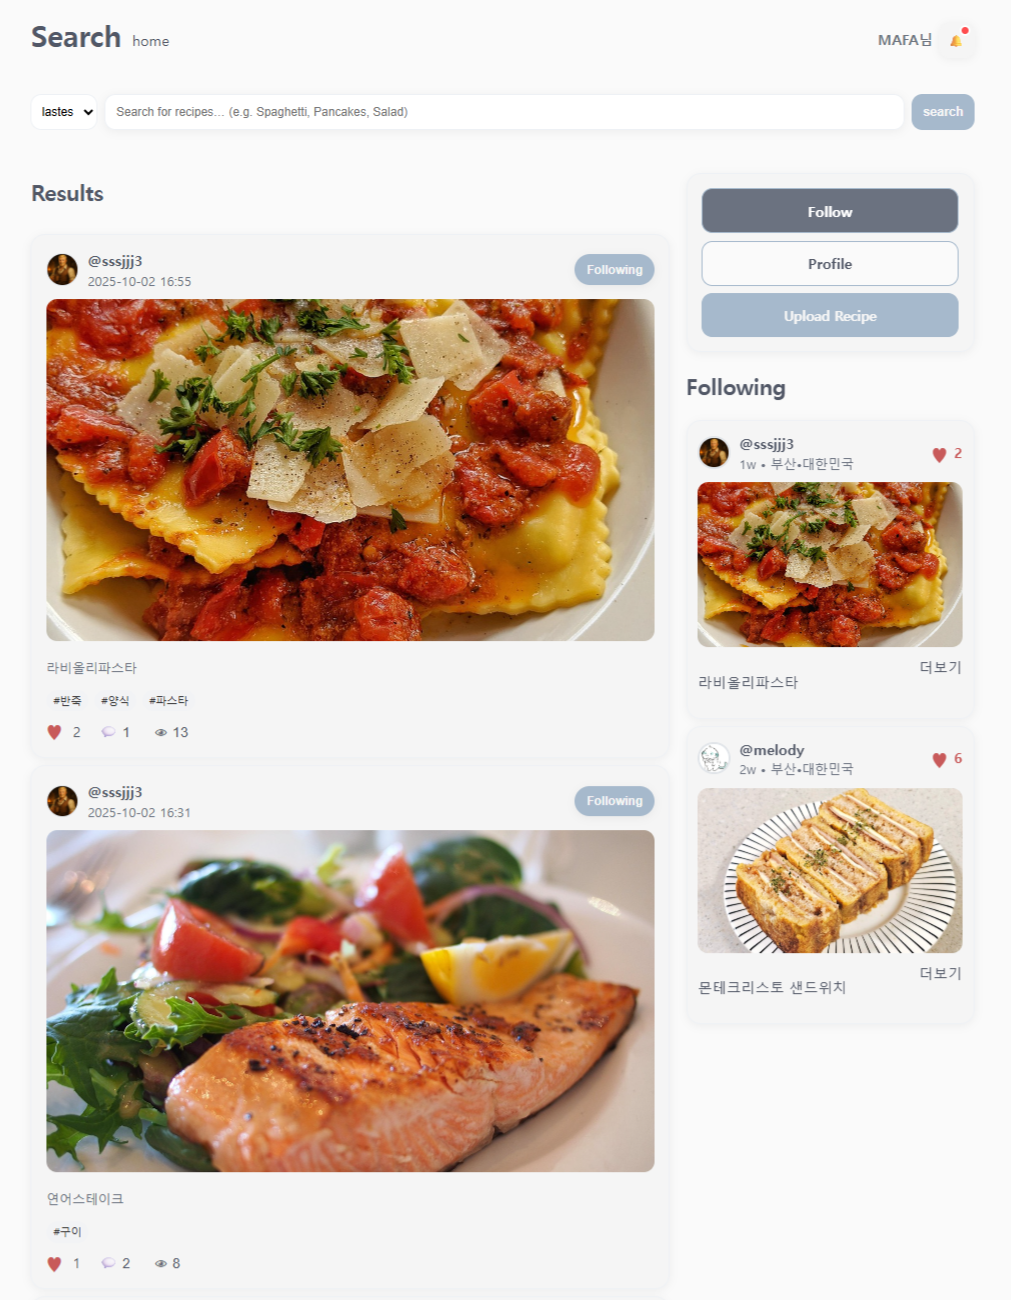 Search home
MAFA님
lastes
Search for recipes... (e.g. Spaghetti, Pancakes, Salad)
search
Results
@sssjjj3
2025-10-02 16:55
Following
라비올리파스타
#반죽 #양식 #파스타
2 1 13
@sssjjj3
2025-10-02 16:31
Following
연어스테이크
#구이
1 2 8
Follow
Profile
Upload Recipe
Following
@sssjjj3
1w • 부산•대한민국
2
더보기
라비올리파스타
@melody
2w • 부산•대한민국
6
더보기
몬테크리스토 샌드위치